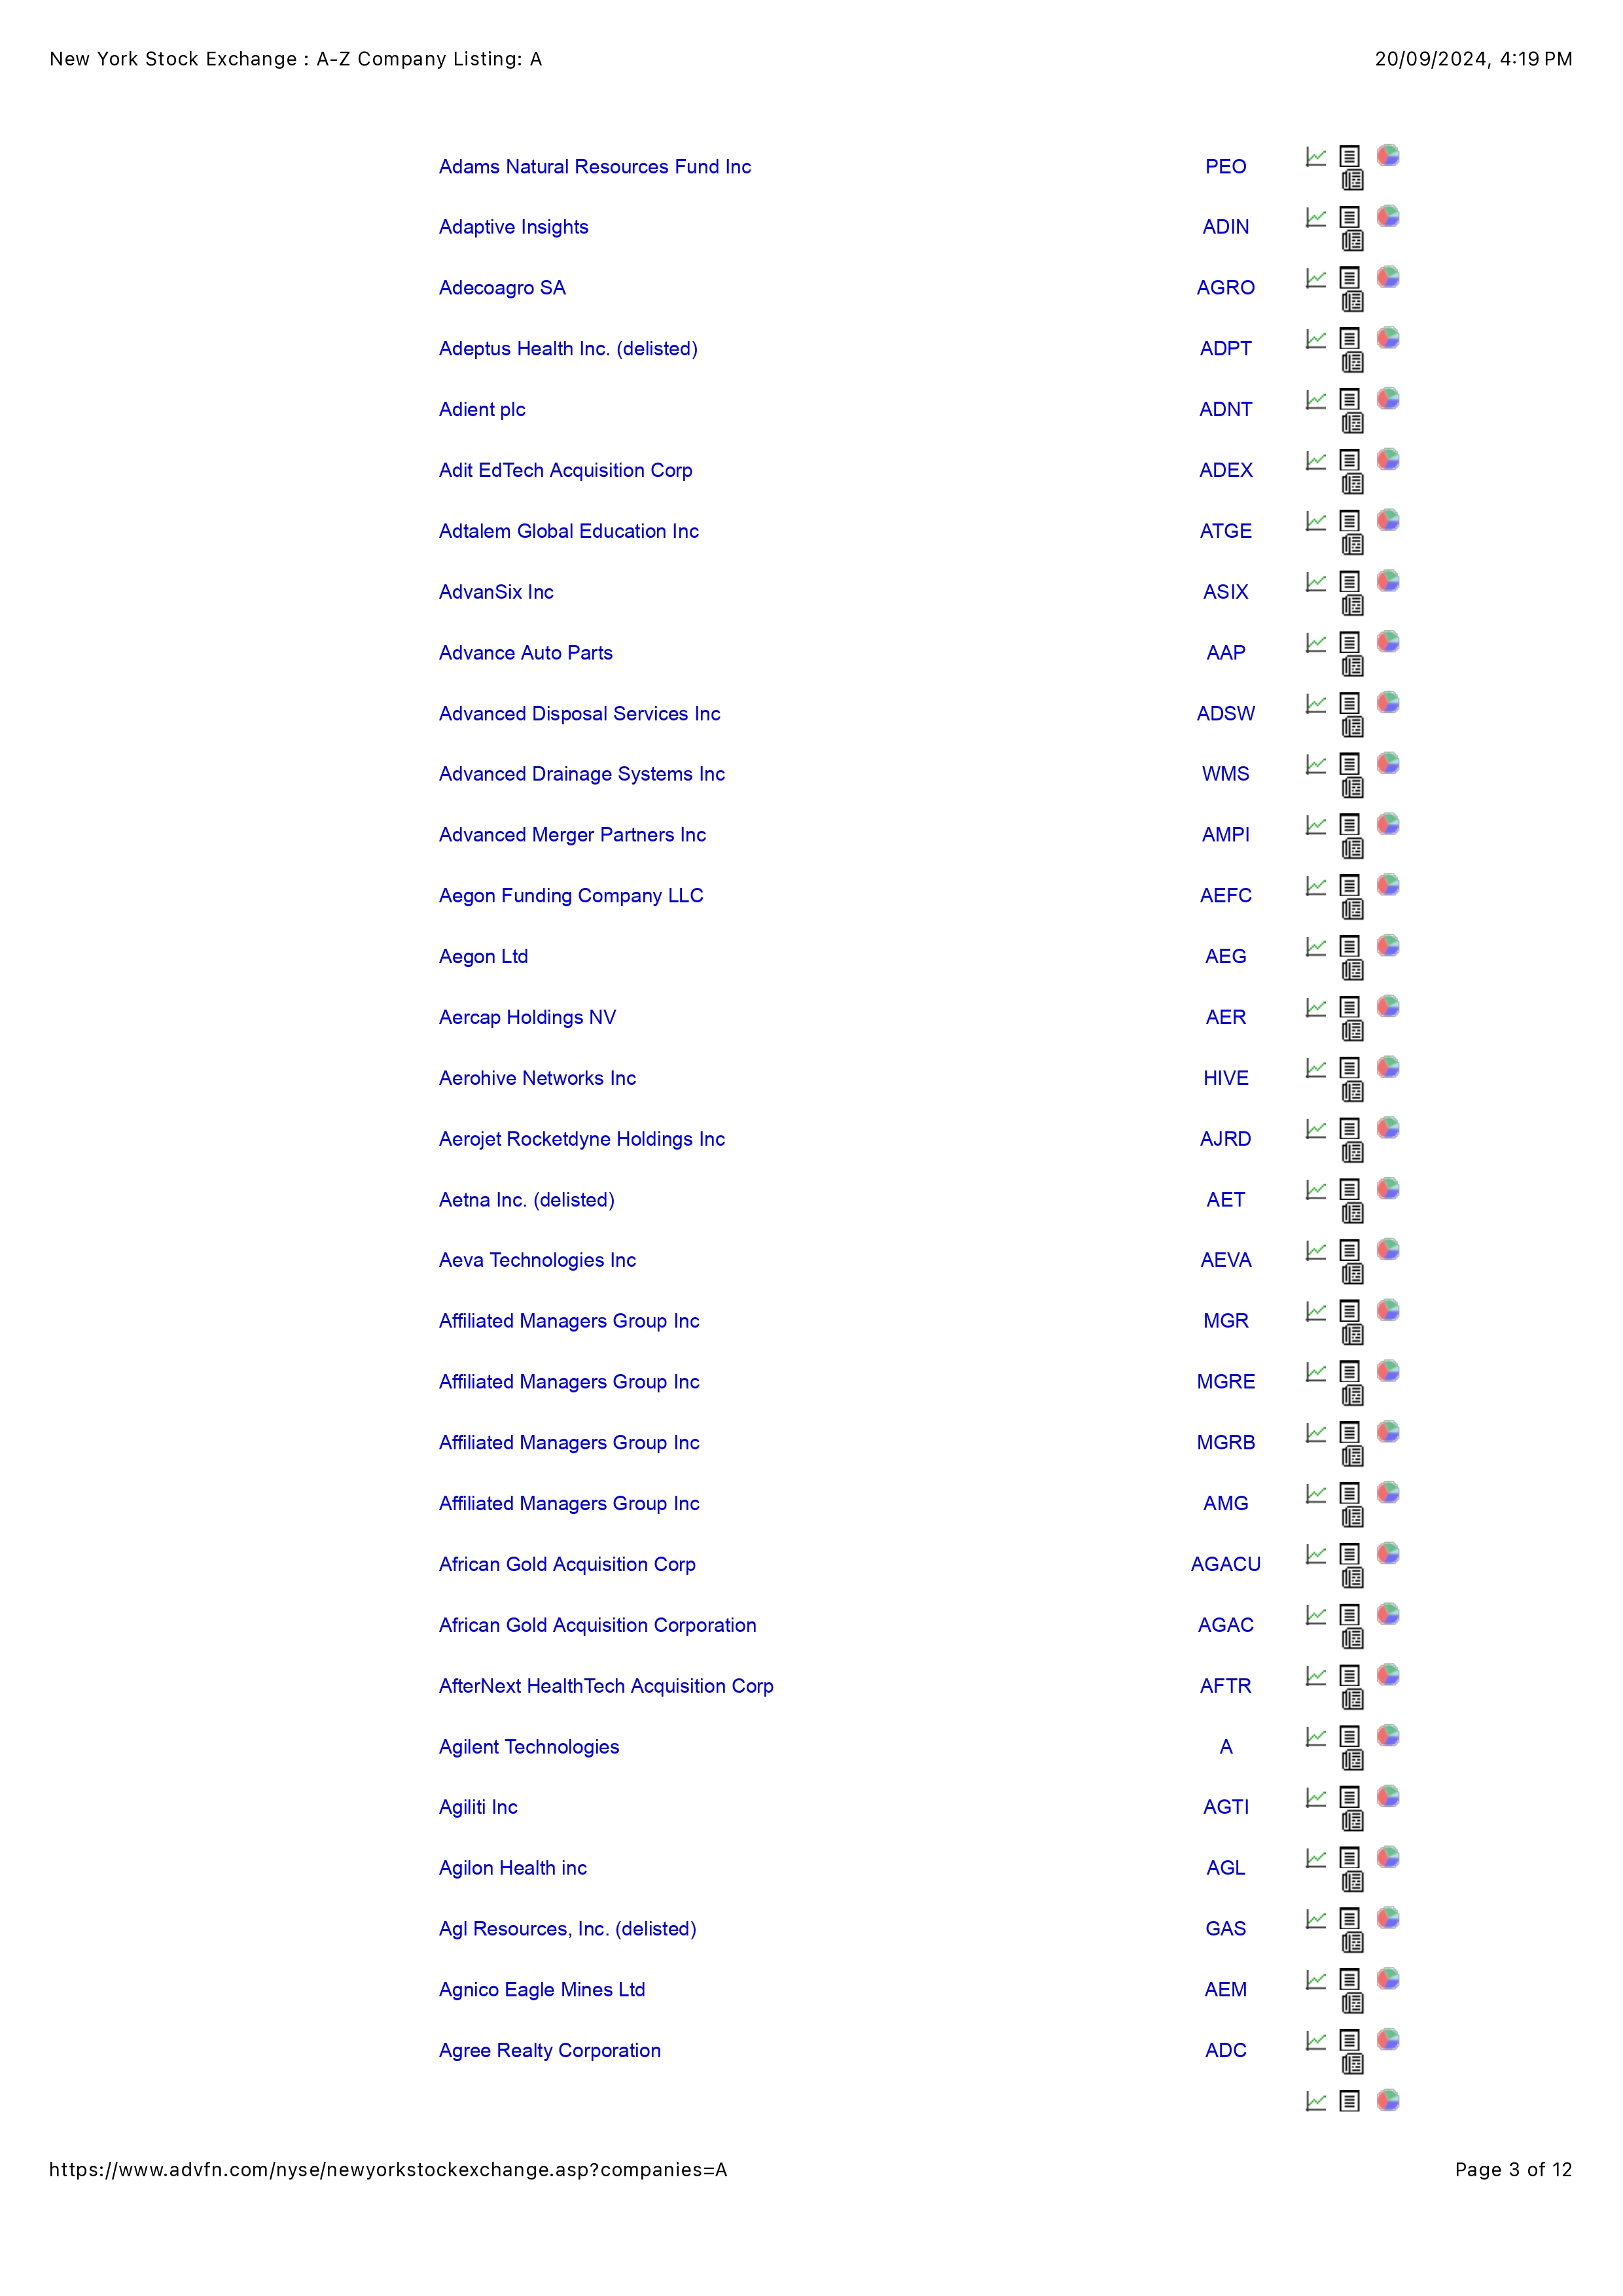 New York Stock Exchange : A-Z Company Listing: A 20/09/2024, 4:19 PM
Adams Natural Resources Fund Inc PEO
Adaptive Insights ADIN
Adecoagro SA AGRO
Adeptus Health Inc. (delisted) ADPT
Adient plc ADNT
Adit EdTech Acquisition Corp ADEX
Adtalem Global Education Inc ATGE
AdvanSix Inc ASIX
Advance Auto Parts AAP
Advanced Disposal Services Inc ADSW
Advanced Drainage Systems Inc WMS
Advanced Merger Partners Inc AMPI
Aegon Funding Company LLC AEFC
Aegon Ltd AEG
Aercap Holdings NV AER
Aerohive Networks Inc HIVE
Aerojet Rocketdyne Holdings Inc AJRD
Aetna Inc. (delisted) AET
Aeva Technologies Inc AEVA
Affiliated Managers Group Inc MGR
Affiliated Managers Group Inc MGRE
Affiliated Managers Group Inc MGRB
Affiliated Managers Group Inc AMG
African Gold Acquisition Corp AGACU
African Gold Acquisition Corporation AGAC
AfterNext HealthTech Acquisition Corp AFTR
Agilent Technologies A
Agiliti Inc AGTI
Agilon Health inc AGL
Agl Resources, Inc. (delisted) GAS
Agnico Eagle Mines Ltd AEM
Agree Realty Corporation ADC
https://www.advfn.com/nyse/newyorkstockexchange.asp?companies=A Page 3 of 12